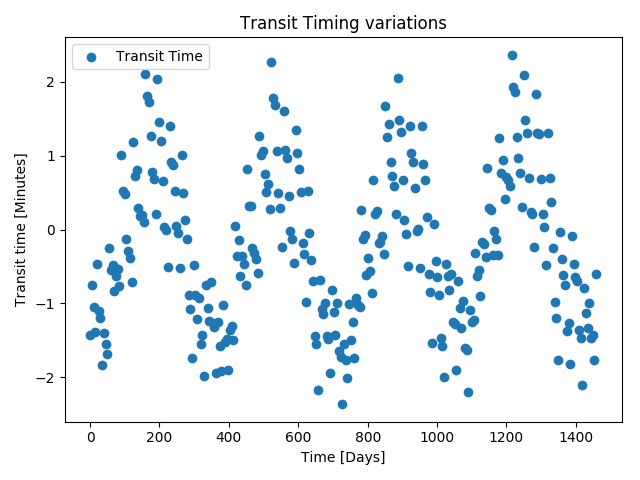 Transit Timing variations
Transit Time
Transit time [Minutes]
2
1
0
−1
−2
0 200 400 600 800 1000 1200 1400
Time [Days]